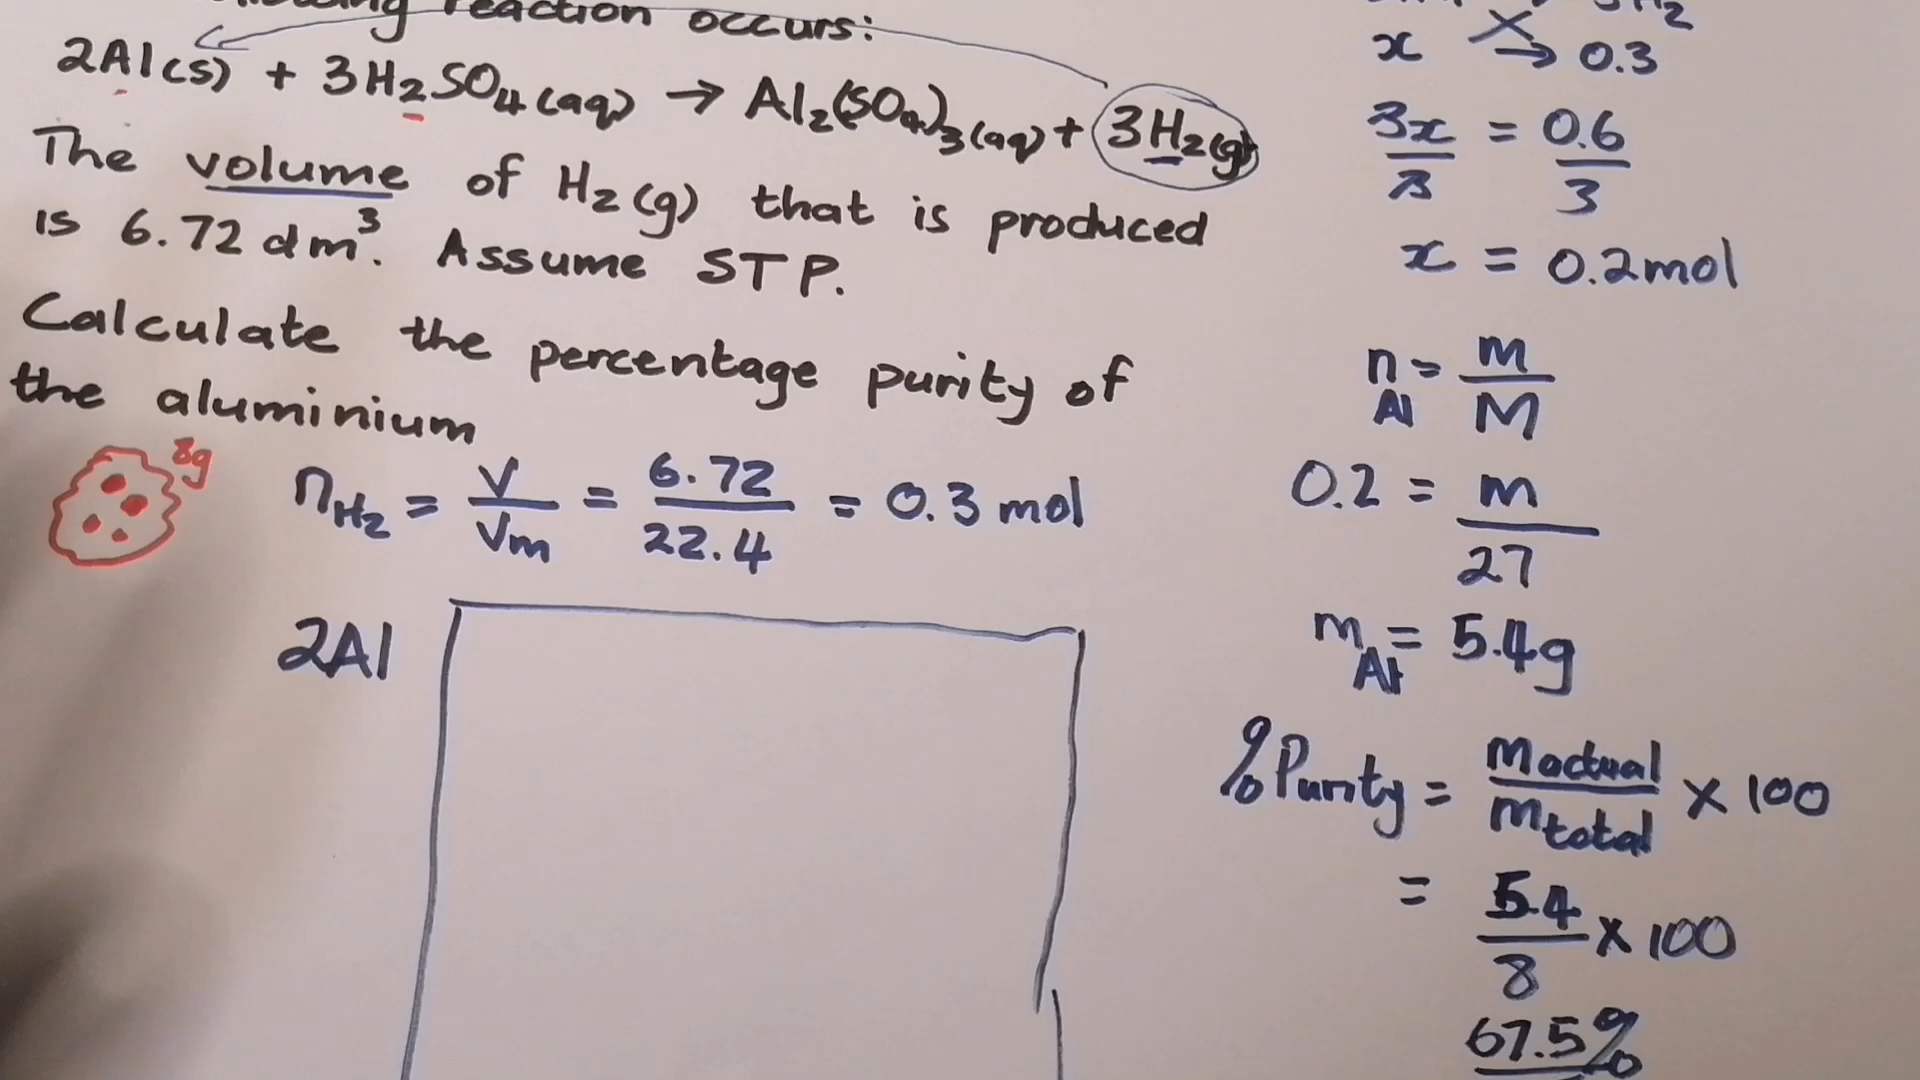 reaction occurs:
2Al(s) + 3H₂SO₄(aq) → Al₂(SO₄)₃(aq) + 3H₂(g)
The volume of H₂(g) that is produced
is 6.72 dm³. Assume STP.
Calculate the percentage purity of
the aluminium
8g
nH₂ = V/Vm = 6.72/22.4 = 0.3 mol
2Al
x → 0.3
3x/3 = 0.6/3
x = 0.2mol
nAl = m/M
0.2 = m/27
mAl = 5.4g
% Purity = mactual/mtotal × 100
= 5.4/8 × 100
67.5%